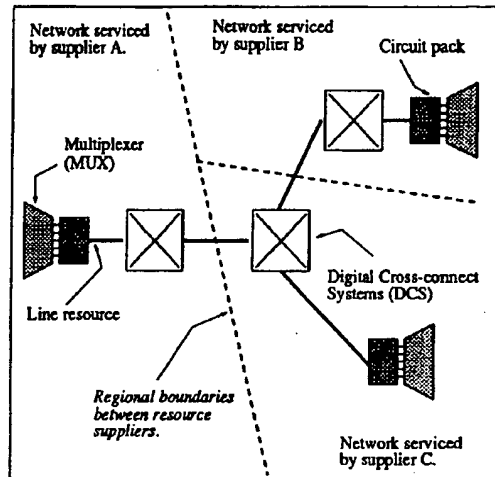 Network serviced
by supplier A.
Network serviced
by supplier B
Circuit pack
Multiplexer
(MUX)
Line resource
Digital Cross-connect
Systems (DCS)
Regional boundaries
between resource
suppliers.
Network serviced
by supplier C.